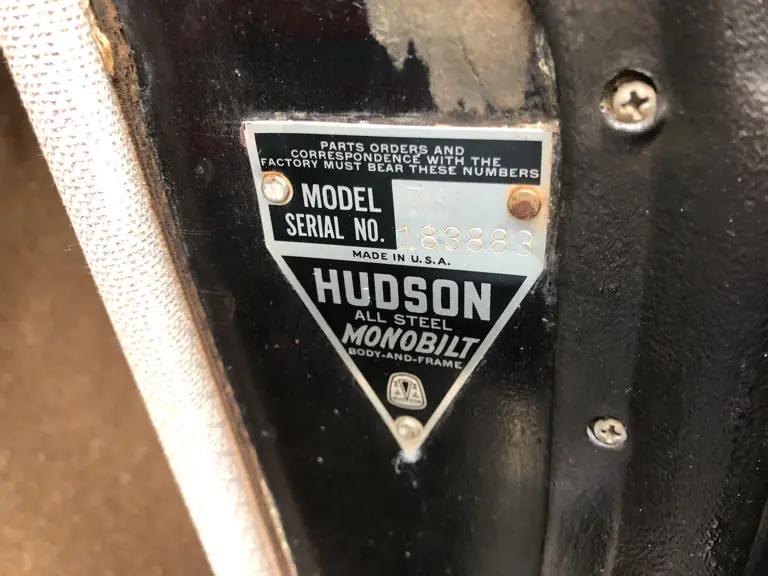 PARTS ORDERS AND
CORRESPONDENCE WITH THE
FACTORY MUST BEAR THESE NUMBERS
MODEL
SERIAL NO. 183883
MADE IN U.S.A.
HUDSON
ALL STEEL
MONOBILT
BODY-AND-FRAME